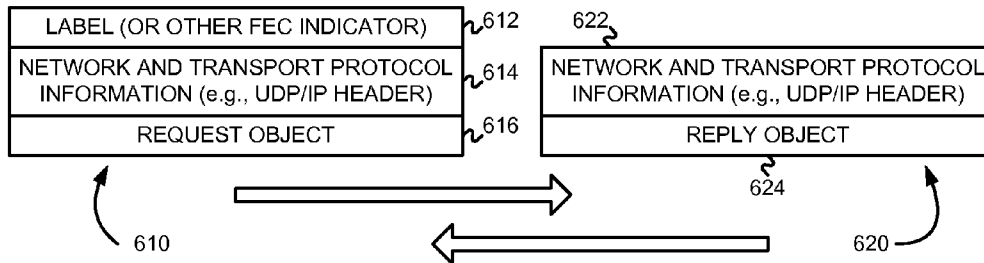 LABEL (OR OTHER FEC INDICATOR)
612
NETWORK AND TRANSPORT PROTOCOL
INFORMATION (e.g., UDP/IP HEADER)
614
REQUEST OBJECT
616
610
622
NETWORK AND TRANSPORT PROTOCOL
INFORMATION (e.g., UDP/IP HEADER)
REPLY OBJECT
624
620